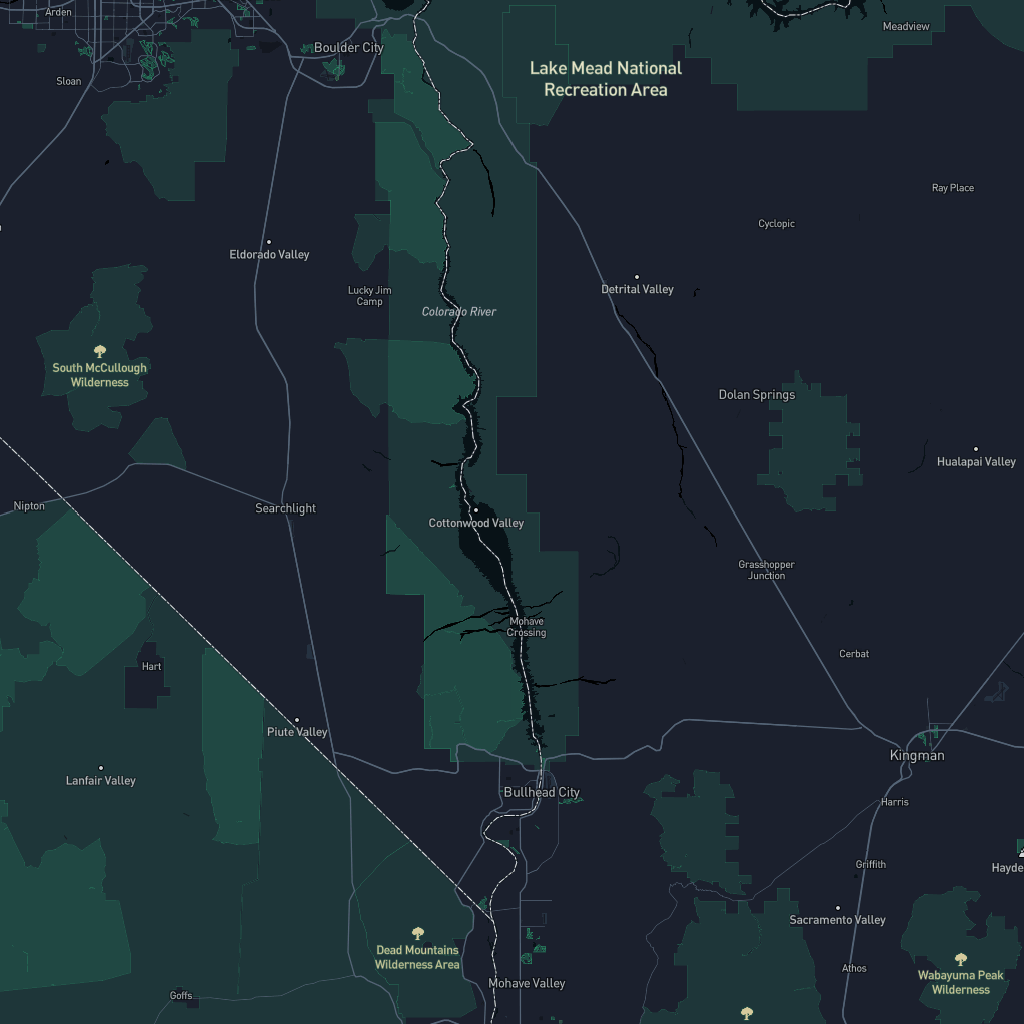 Arden
Meadview
Boulder City
Lake Mead National
Recreation Area
Sloan
Ray Place
Cyclopic
Eldorado Valley
Detrital Valley
Lucky Jim
Camp
Colorado River
South McCullough
Wilderness
Dolan Springs
Hualapai Valley
Nipton
Searchlight
Cottonwood Valley
Grasshopper
Junction
Mohave
Crossing
Cerbat
Hart
Piute Valley
Kingman
Lanfair Valley
Bullhead City
Harris
Griffith
Hayde
Sacramento Valley
Dead Mountains
Wilderness Area
Athos
Wabayuma Peak
Wilderness
Mohave Valley
Goffs